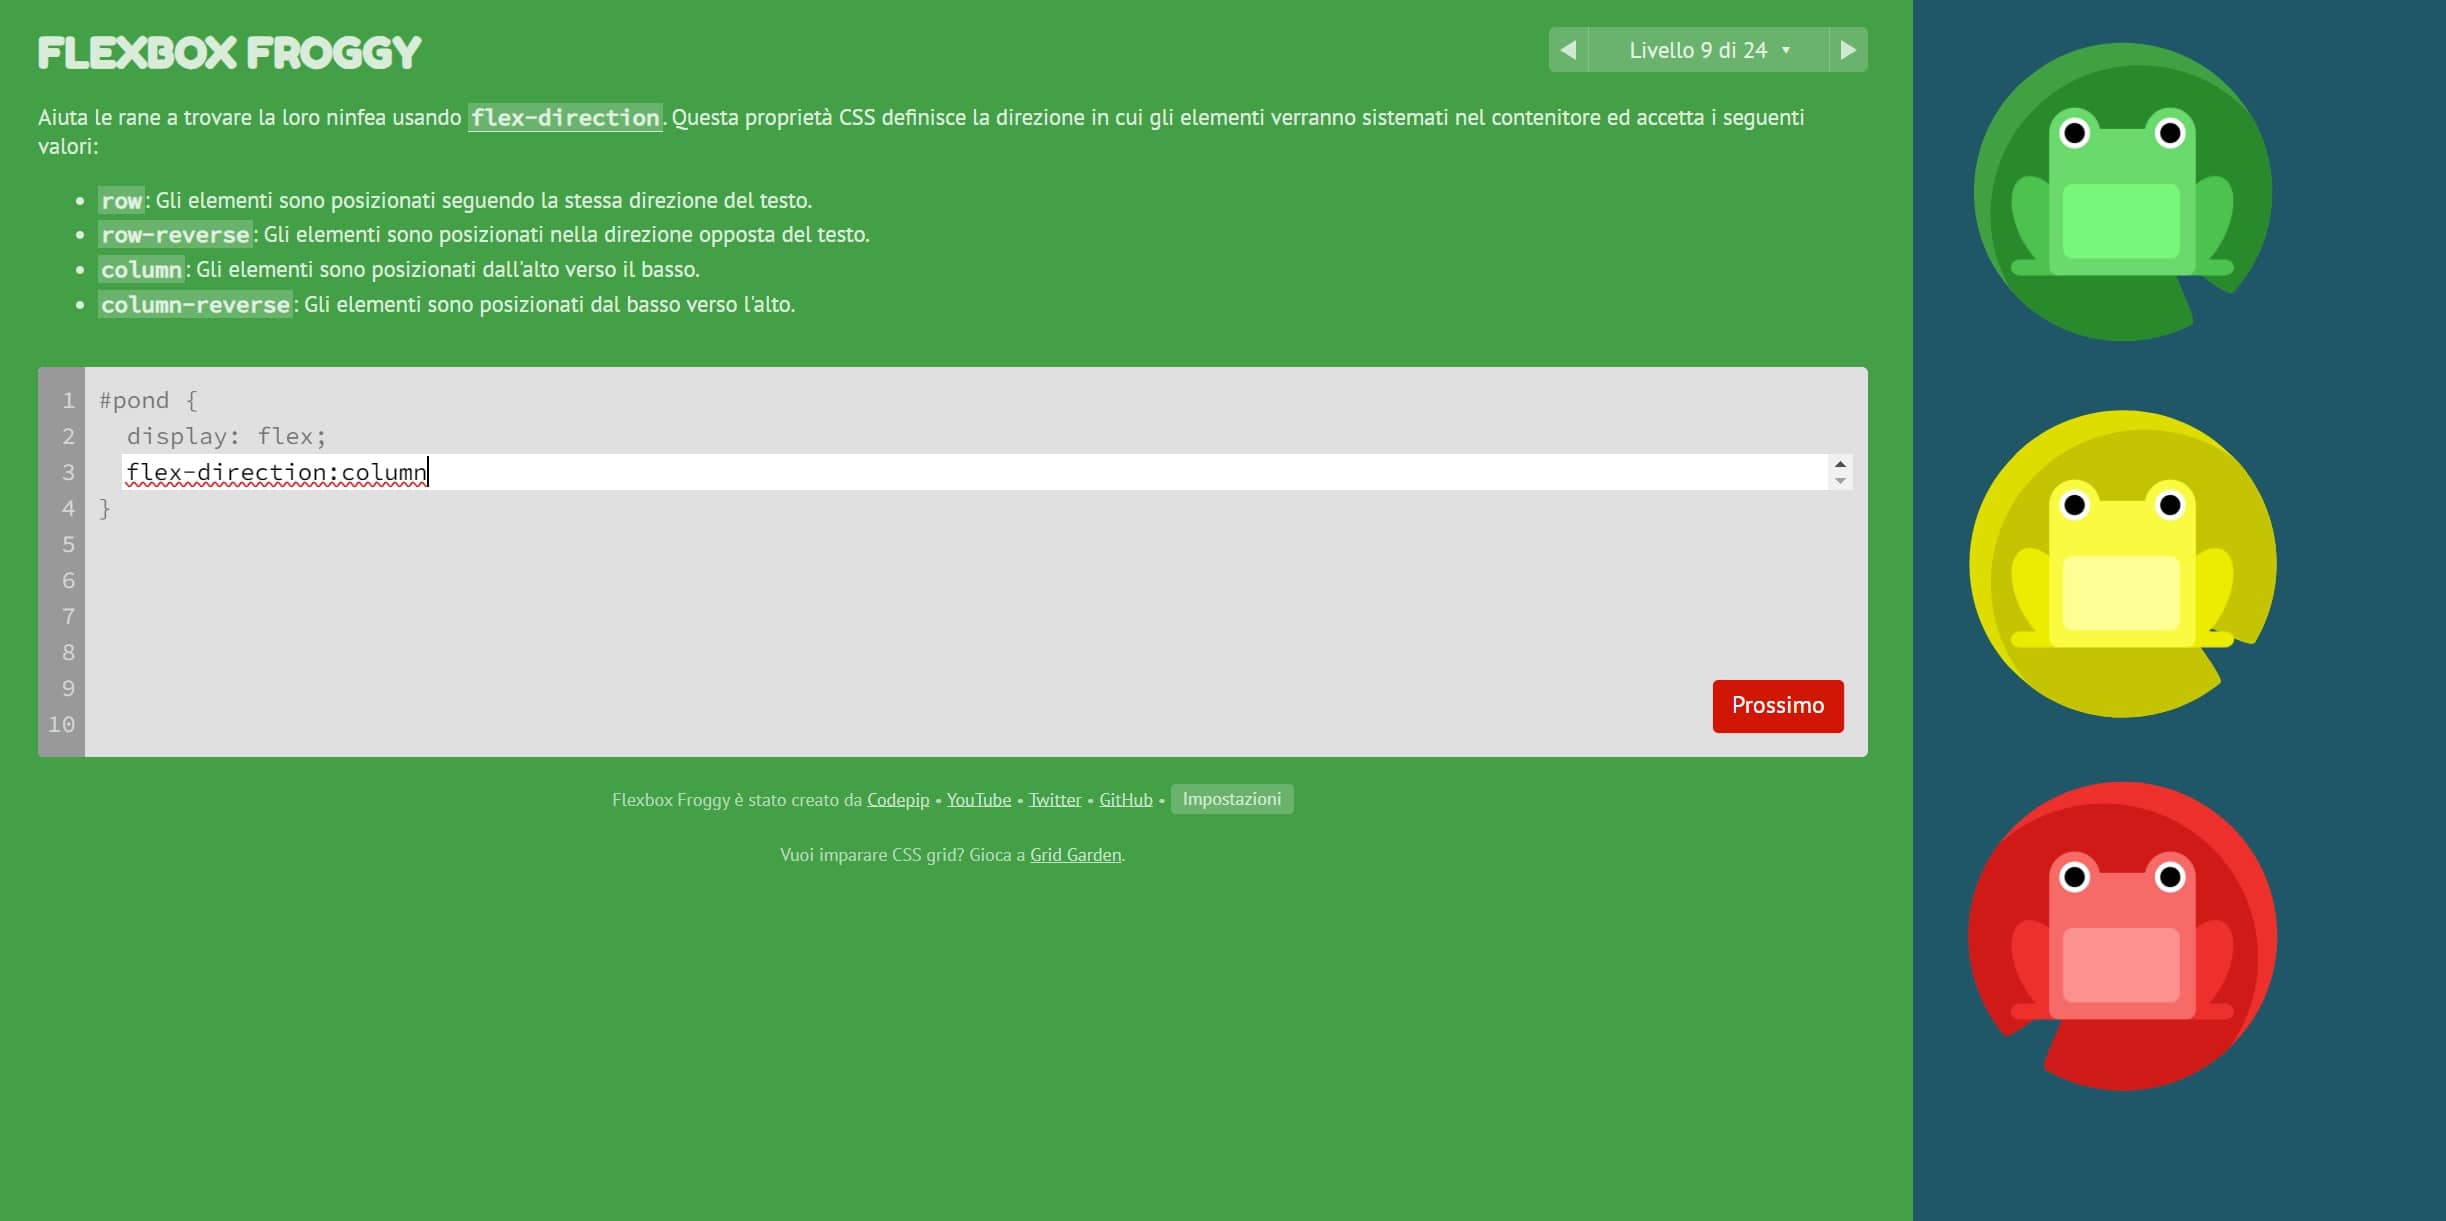 FLEXBOX FROGGY
Livello 9 di 24
Aiuta le rane a trovare la loro ninfea usando flex-direction. Questa proprietà CSS definisce la direzione in cui gli elementi verranno sistemati nel contenitore ed accetta i seguenti
valori:
row: Gli elementi sono posizionati seguendo la stessa direzione del testo.
row-reverse: Gli elementi sono posizionati nella direzione opposta del testo.
column: Gli elementi sono posizionati dall'alto verso il basso.
column-reverse: Gli elementi sono posizionati dal basso verso l'alto.
1 #pond {
2 display: flex;
3 flex-direction:column
4 }
5
6
7
8
9
10
Prossimo
Flexbox Froggy è stato creato da Codepip • YouTube • Twitter • GitHub • Impostazioni
Vuoi imparare CSS grid? Gioca a Grid Garden.